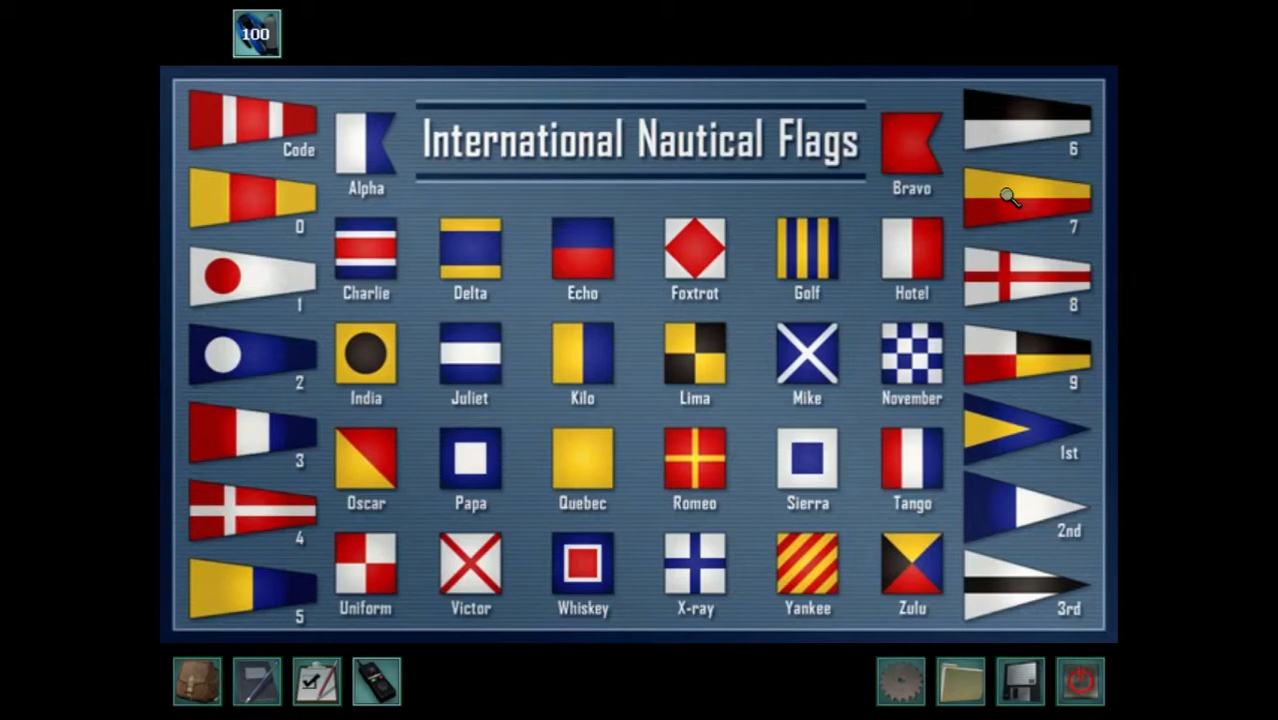 100
International Nautical Flags
Code
Alpha
Bravo
6
0
7
Charlie
Delta
Echo
Foxtrot
Golf
Hotel
1
8
India
Juliet
Kilo
Lima
Mike
November
2
9
3
1st
Oscar
Papa
Quebec
Romeo
Sierra
Tango
4
2nd
Uniform
Victor
Whiskey
X-ray
Yankee
Zulu
5
3rd